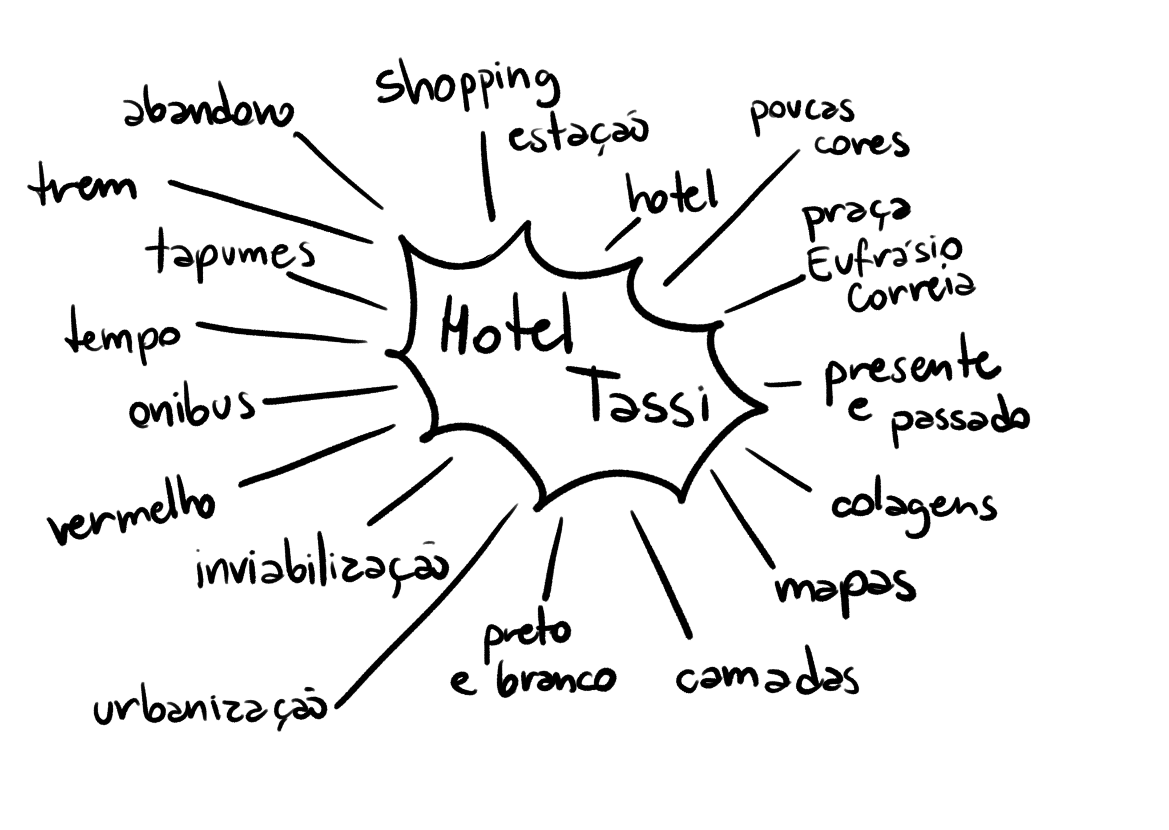 shopping
estação
abandono
poucas
cores
trem
hotel
praça
Eufrásio
Correia
tapumes
Hotel
Tassi
tempo
presente
e passado
onibus
vermelho
colagens
inviabilização
mapas
preto
e branco
camadas
urbanização